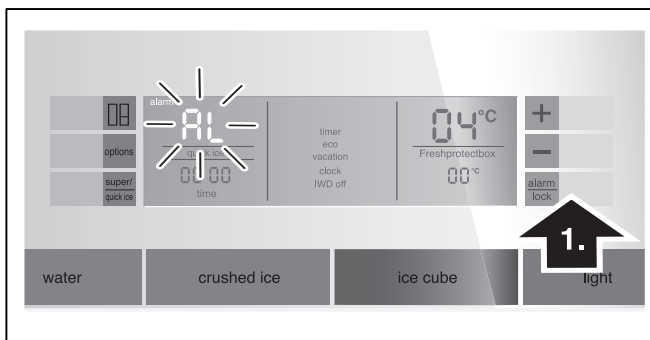 alarm
AL
quick ice
00 00
time
timer
eco
vacation
clock
IWD off
04°C
Freshprotectbox
00°C
options
super/
quick ice
+
−
alarm
lock
1.
water
crushed ice
ice cube
light